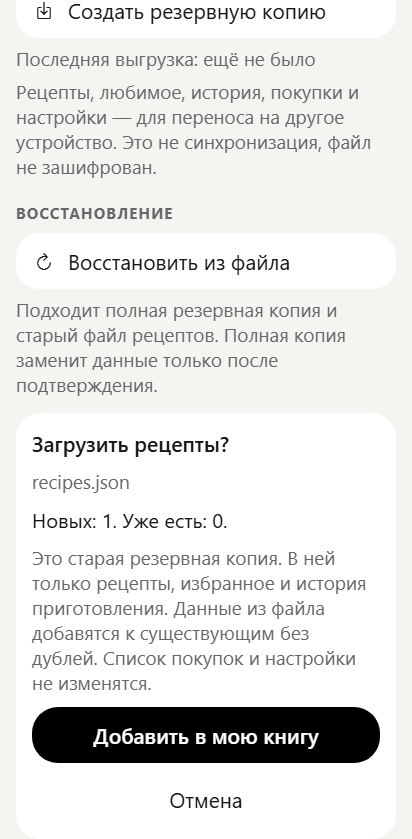 Создать резервную копию
Последняя выгрузка: ещё не было
Рецепты, любимое, история, покупки и
настройки — для переноса на другое
устройство. Это не синхронизация, файл
не зашифрован.
ВОССТАНОВЛЕНИЕ
Восстановить из файла
Подходит полная резервная копия и
старый файл рецептов. Полная копия
заменит данные только после
подтверждения.
Загрузить рецепты?
recipes.json
Новых: 1. Уже есть: 0.
Это старая резервная копия. В ней
только рецепты, избранное и история
приготовления. Данные из файла
добавятся к существующим без
дублей. Список покупок и настройки
не изменятся.
Добавить в мою книгу
Отмена